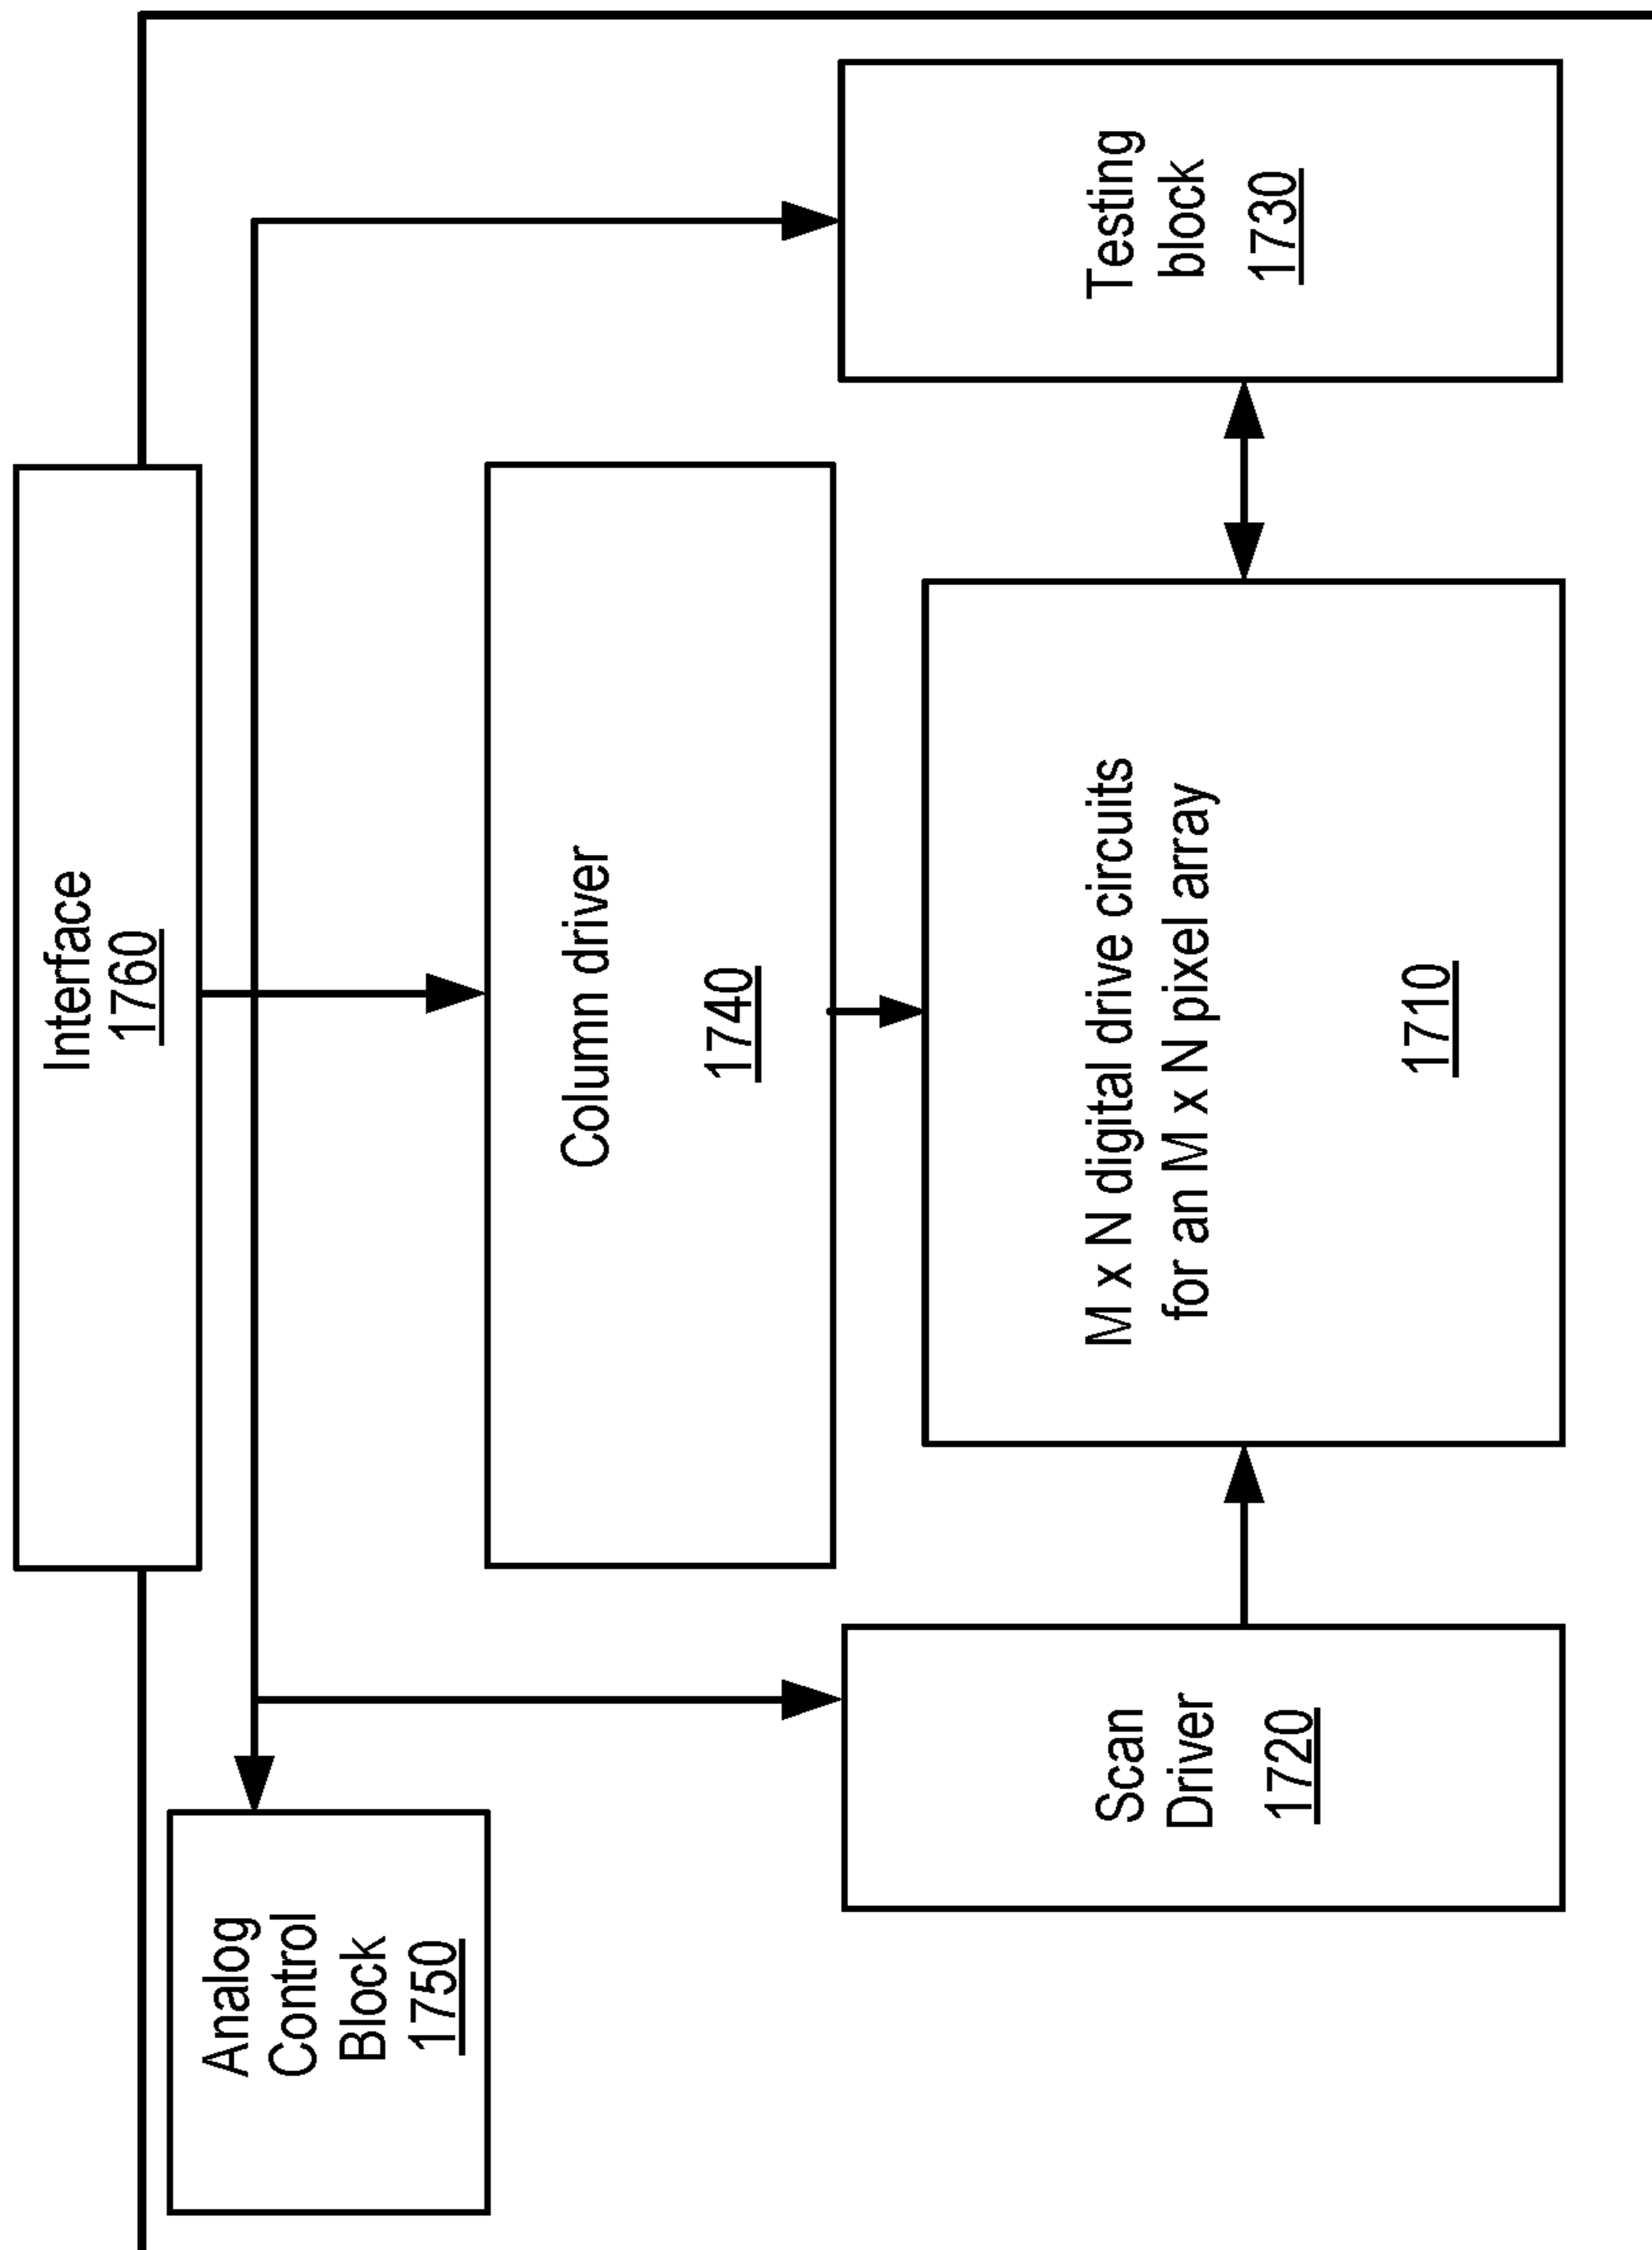 Interface
1760
Analog
Control
Block
1750
Column driver
1740
Scan
Driver
1720
M x N digital drive circuits
for an M x N pixel array
1710
Testing
block
1730